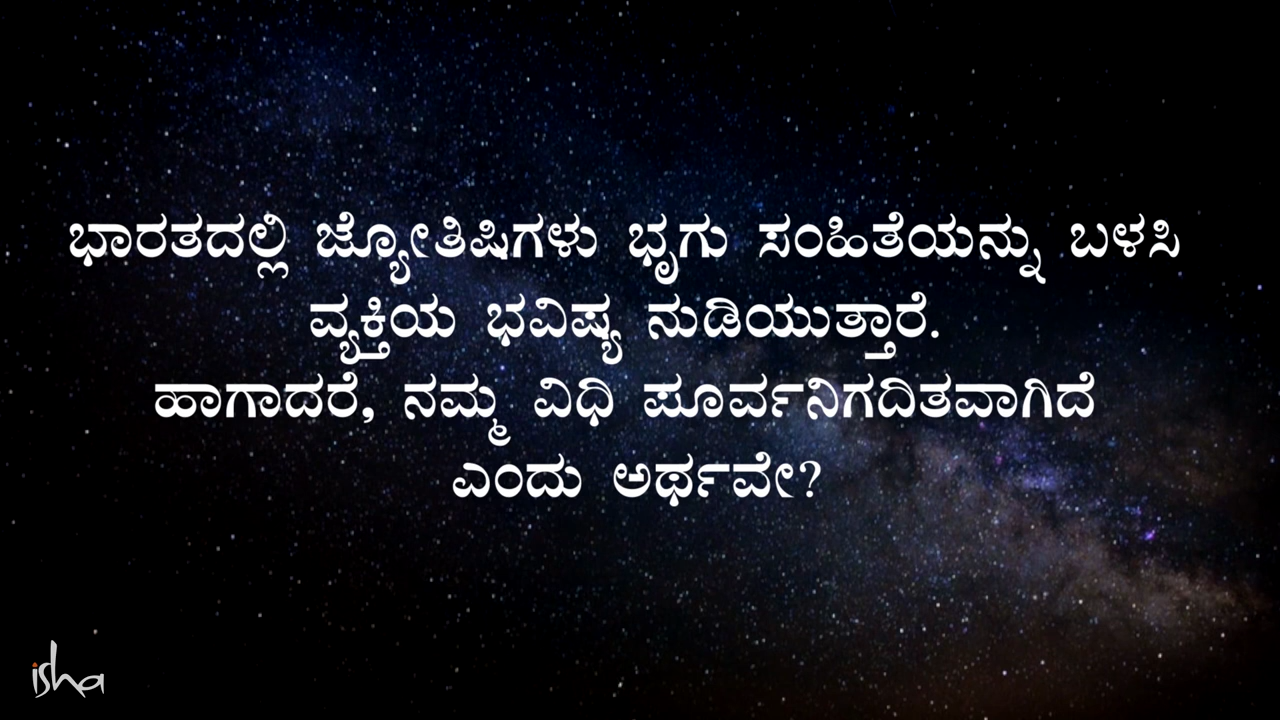 ಭಾರತದಲ್ಲಿ ಜ್ಯೋತಿಷಿಗಳು ಭೃಗು ಸಂಹಿತೆಯನ್ನು ಬಳಸಿ
ವ್ಯಕ್ತಿಯ ಭವಿಷ್ಯ ನುಡಿಯುತ್ತಾರೆ.
ಹಾಗಾದರೆ, ನಮ್ಮ ವಿಧಿ ಪೂರ್ವನಿಗದಿತವಾಗಿದೆ
ಎಂದು ಅರ್ಥವೇ?
isha